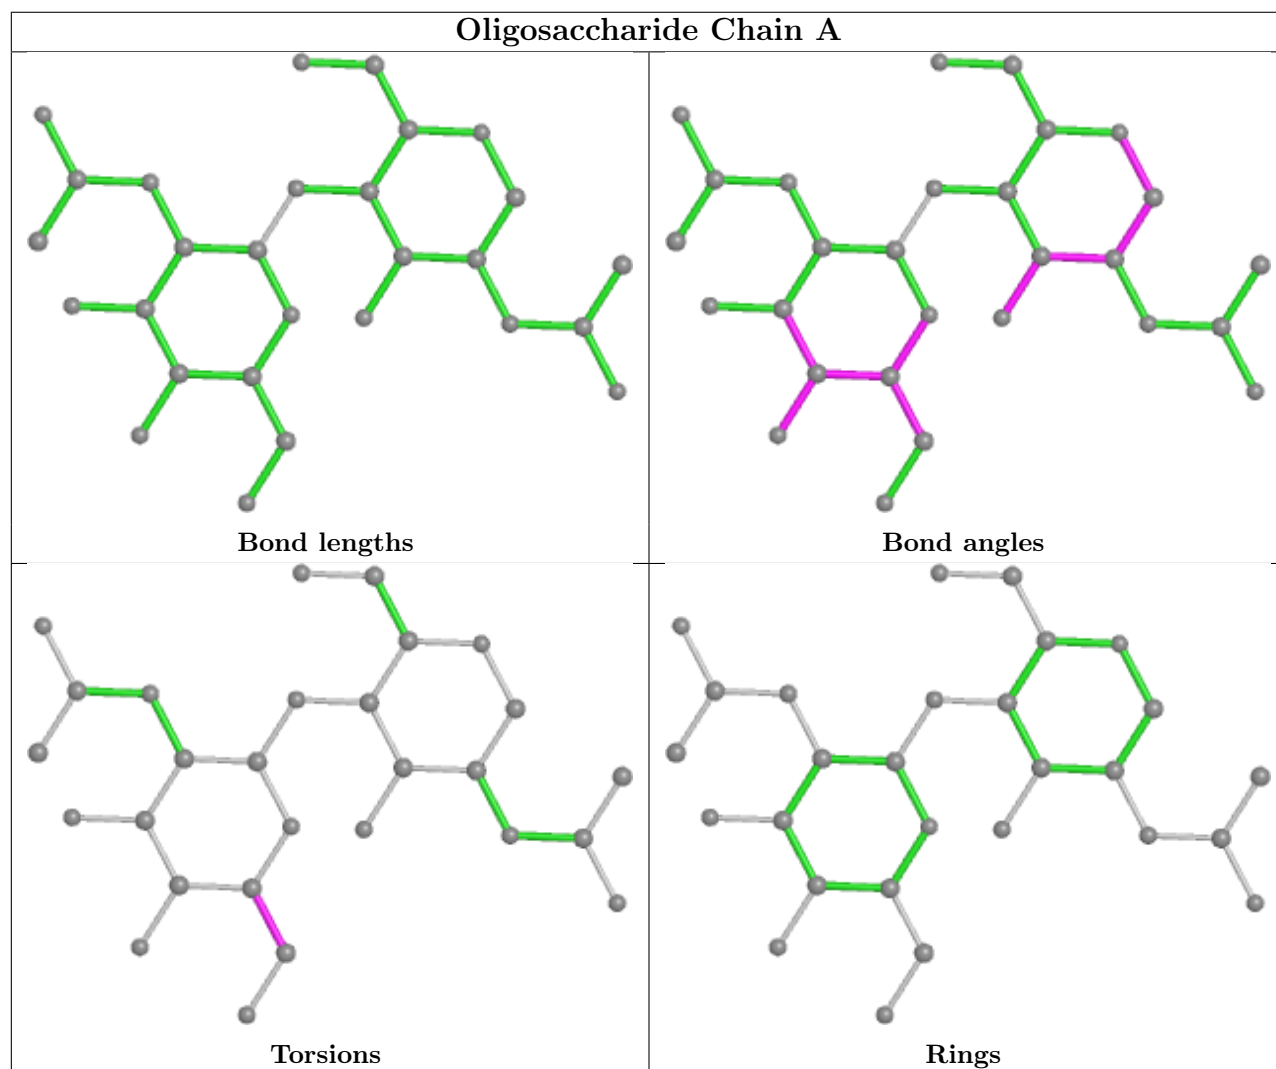 Oligosaccharide Chain A
Bond lengths
Bond angles
Torsions
Rings